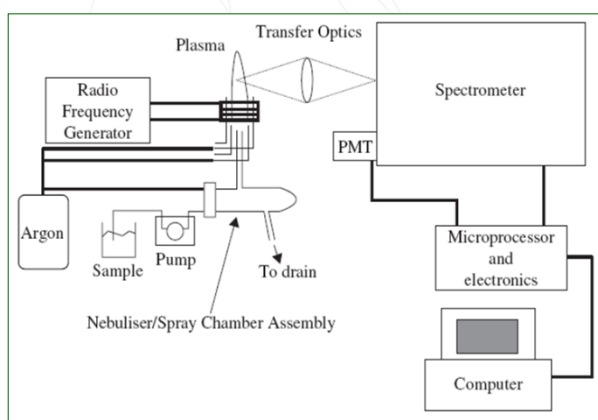 Plasma
Transfer Optics
Radio
Frequency
Generator
Spectrometer
PMT
Argon
Sample
Pump
To drain
Microprocessor
and
electronics
Nebuliser/Spray Chamber Assembly
Computer